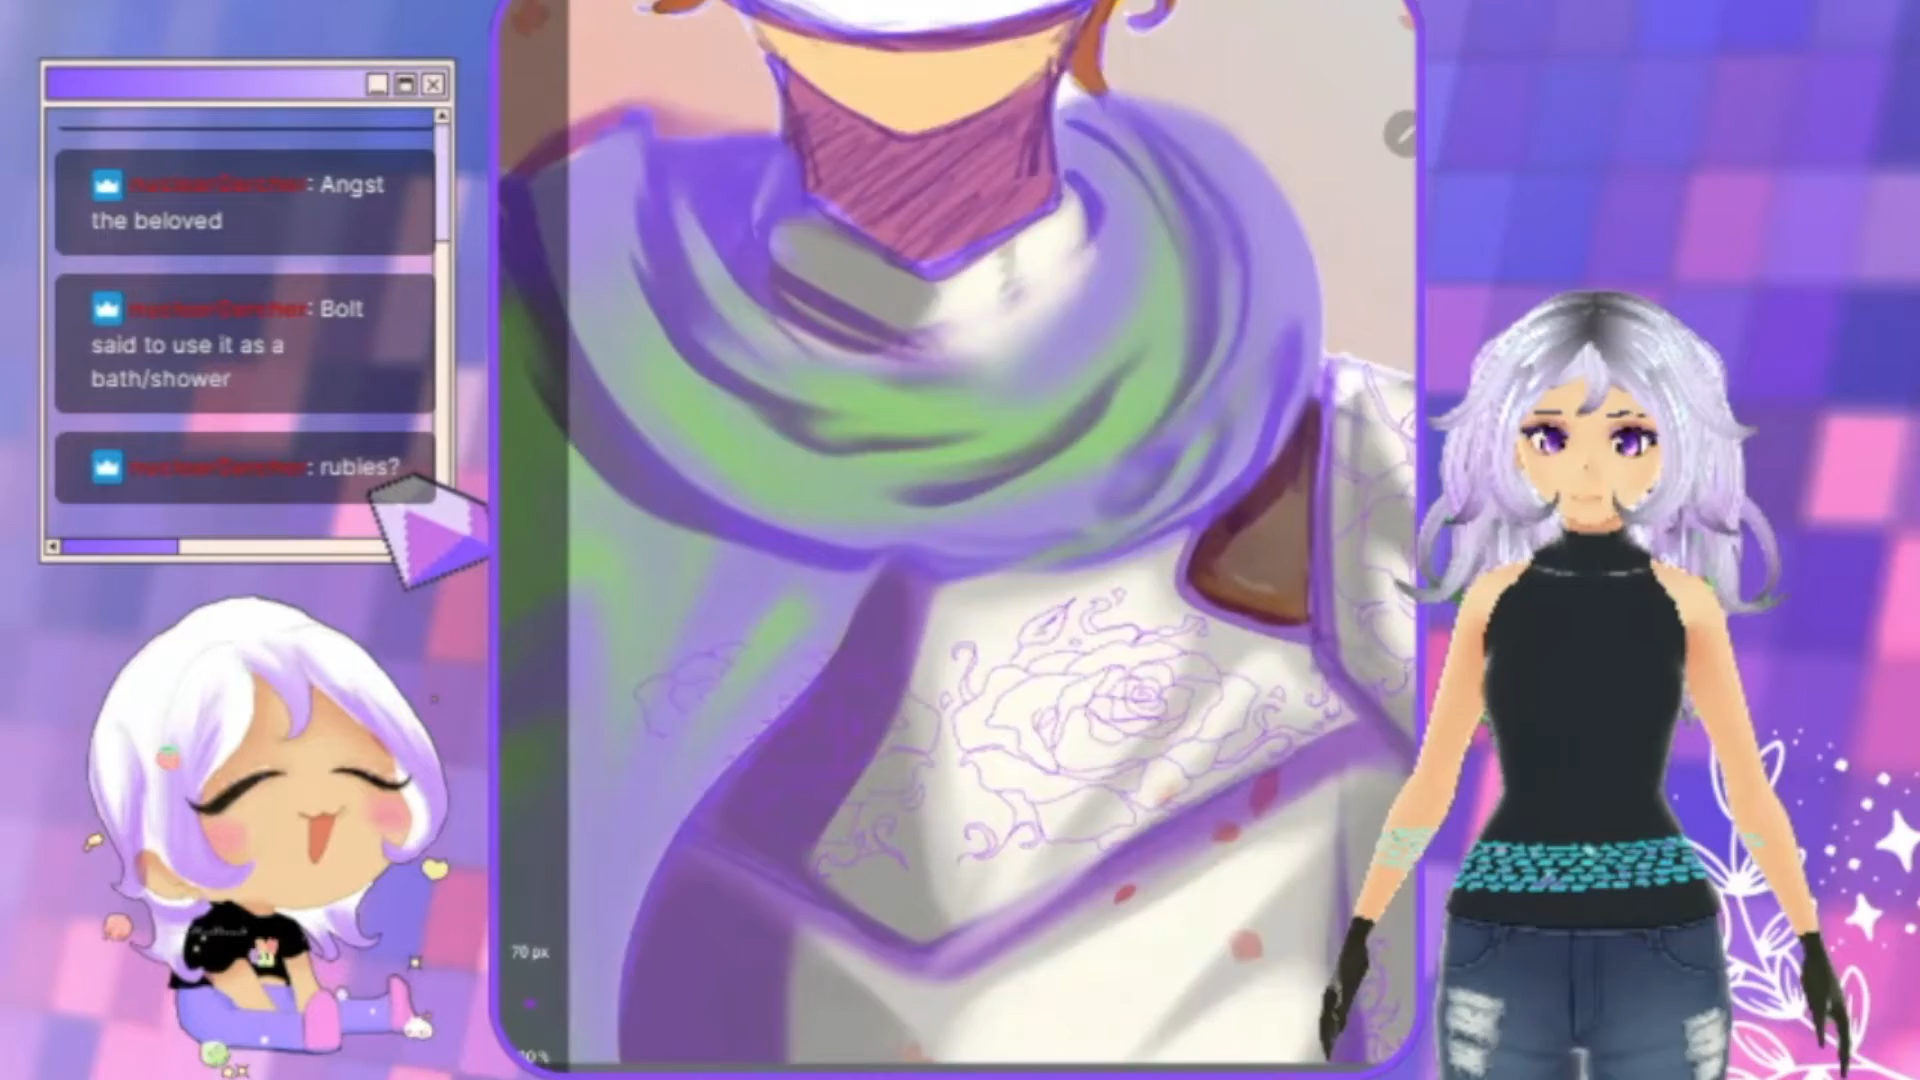 : Angst
the beloved
: Bolt
said to use it as a
bath/shower
: rubies?
70 px